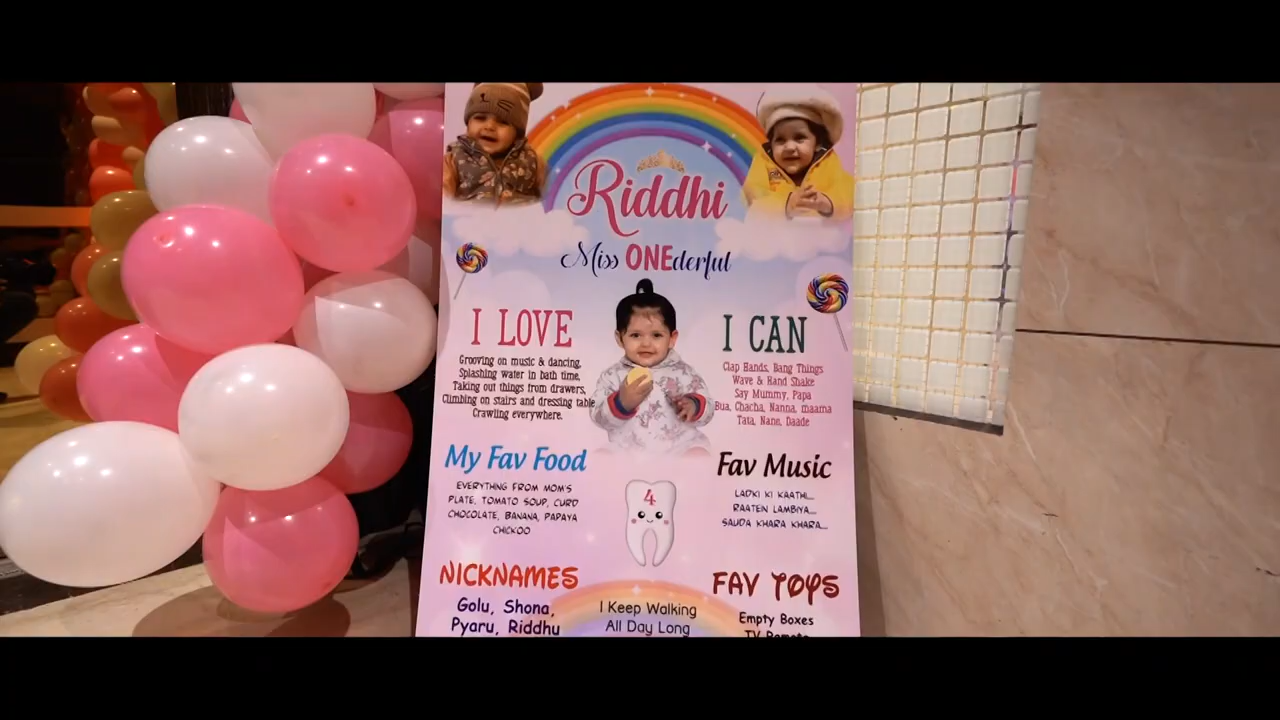 Riddhi
Miss ONEderful
I LOVE
Grooving on music & dancing,
Splashing water in bath time,
Taking out things from drawers,
Climbing on stairs and dressing table
Crawling everywhere.
I CAN
Clap Hands, Bang Things
Wave & Hand Shake
Say Mummy, Papa
Bua, Chacha, Nanna, maama
Tata, Nane, Daade
My Fav Food
EVERYTHING FROM MOM'S
PLATE, TOMATO SOUP, CURD
CHOCOLATE, BANANA, PAPAYA
CHICKOO
4
Fav Music
LADKI KI KAATHI...
RAATEN LAMBIYA...
SAUDA KHARA KHARA...
NICKNAMES
Golu, Shona,
Pyaru, Riddhu
I Keep Walking
All Day Long
FAV TOYS
Empty Boxes
TV Remote